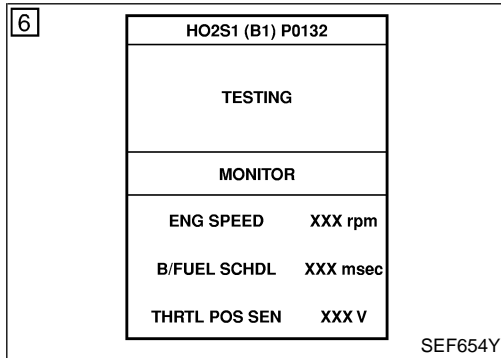 6
HO2S1 (B1) P0132
TESTING
MONITOR
ENG SPEED XXX rpm
B/FUEL SCHDL XXX msec
THRTL POS SEN XXX V
SEF654Y